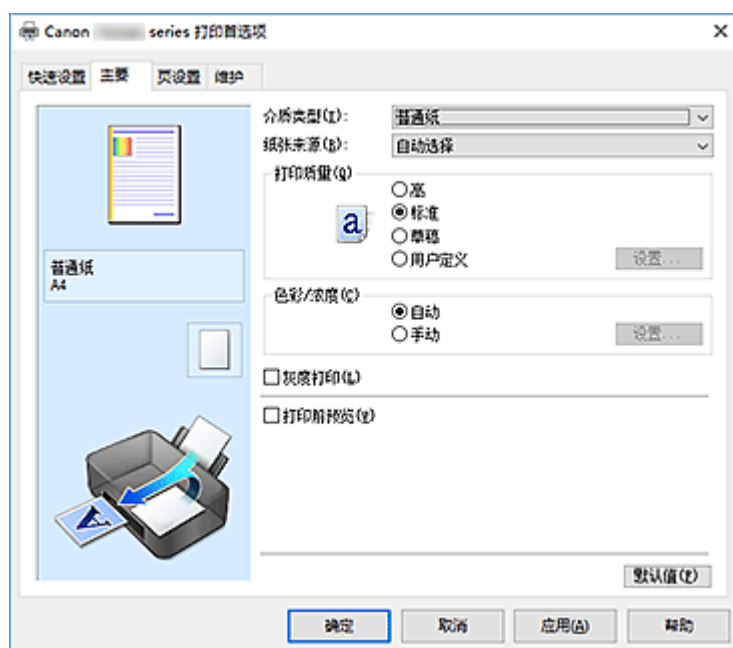 Canon series 打印首选项
快速设置 主要 页设置 维护
介质类型(I): 普通纸
纸张来源(B): 自动选择
打印质量(Q)
高
a
标准
草稿
用户定义 设置...
普通纸
A4
色彩/浓度(C)
自动
手动 设置...
灰度打印(L)
打印前预览(V)
A
默认值(P)
确定 取消 应用(A) 帮助